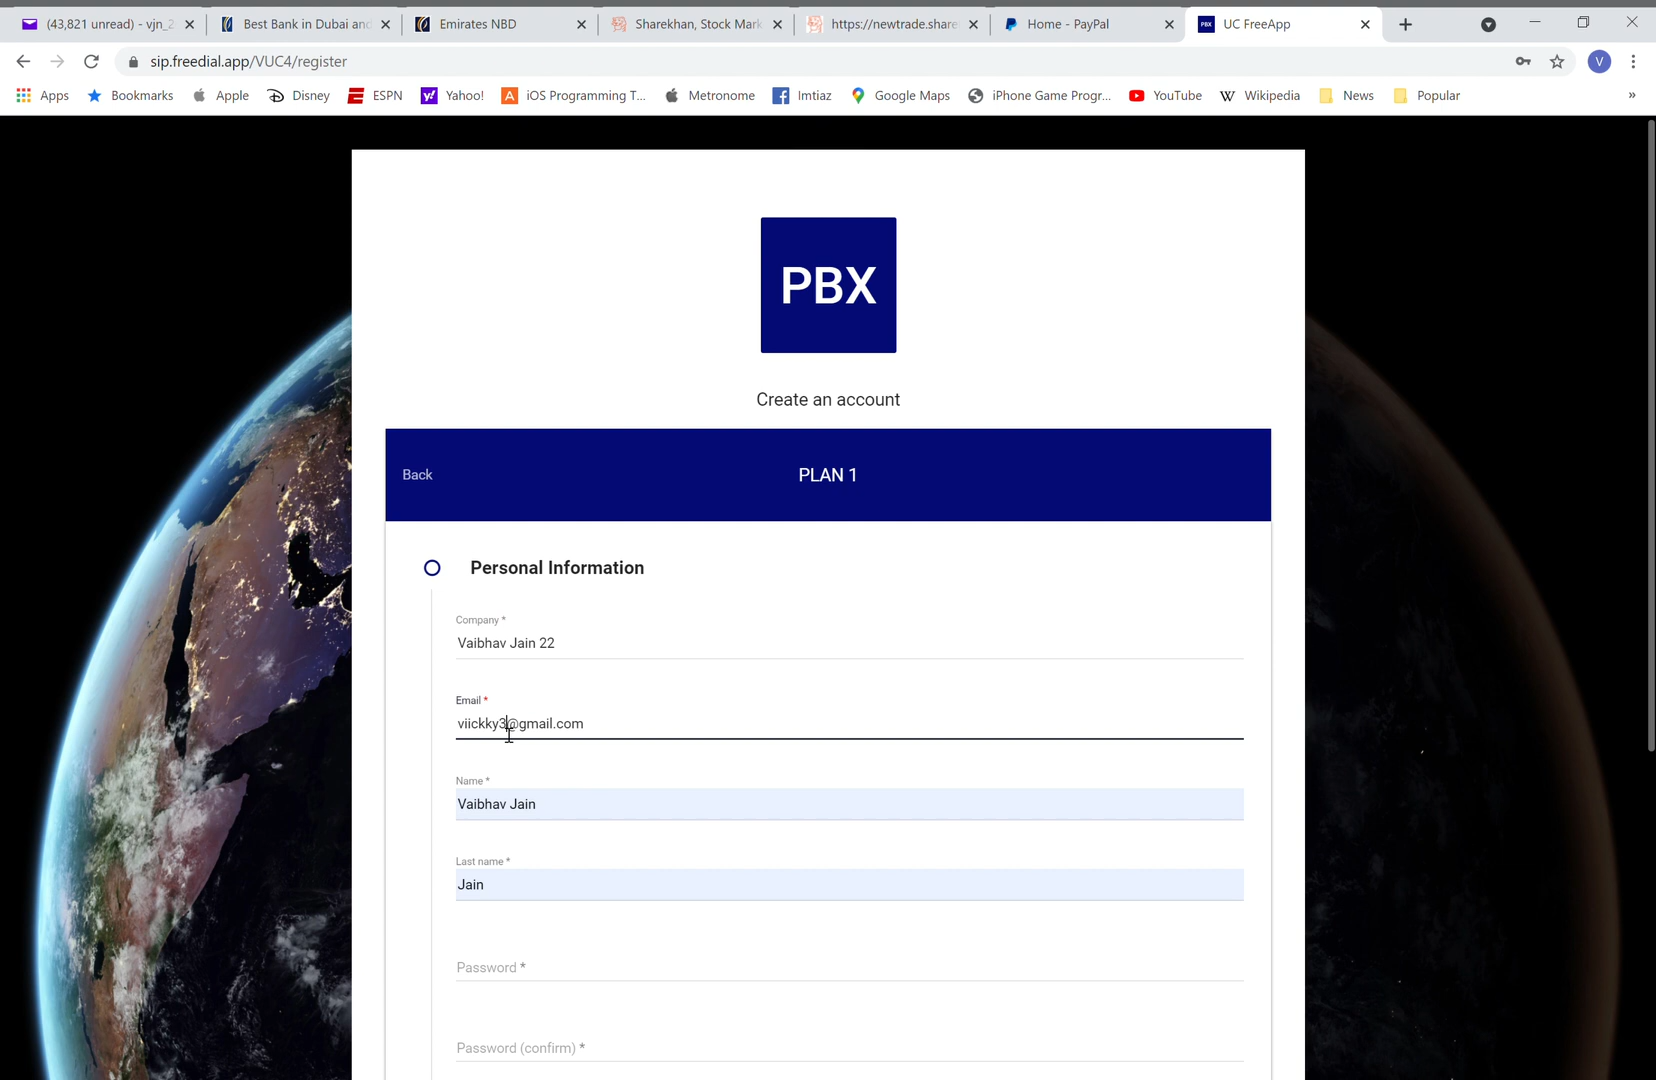 (43,821 unread) - vjn_2
Best Bank in Dubai and
Emirates NBD
Sharekhan, Stock Mark
https://newtrade.share
Home - PayPal
PBX UC FreeApp
sip.freedial.app/VUC4/register
V
Apps
Bookmarks
Apple
Disney
ESPN
Yahoo!
A iOS Programming T...
Metronome
Imtiaz
Google Maps
iPhone Game Progr...
YouTube
W Wikipedia
News
Popular
»
PBX
Create an account
Back
PLAN 1
Personal Information
Company *
Vaibhav Jain 22
Email *
viickky3@gmail.com
Name *
Vaibhav Jain
Last name *
Jain
Password *
Password (confirm) *